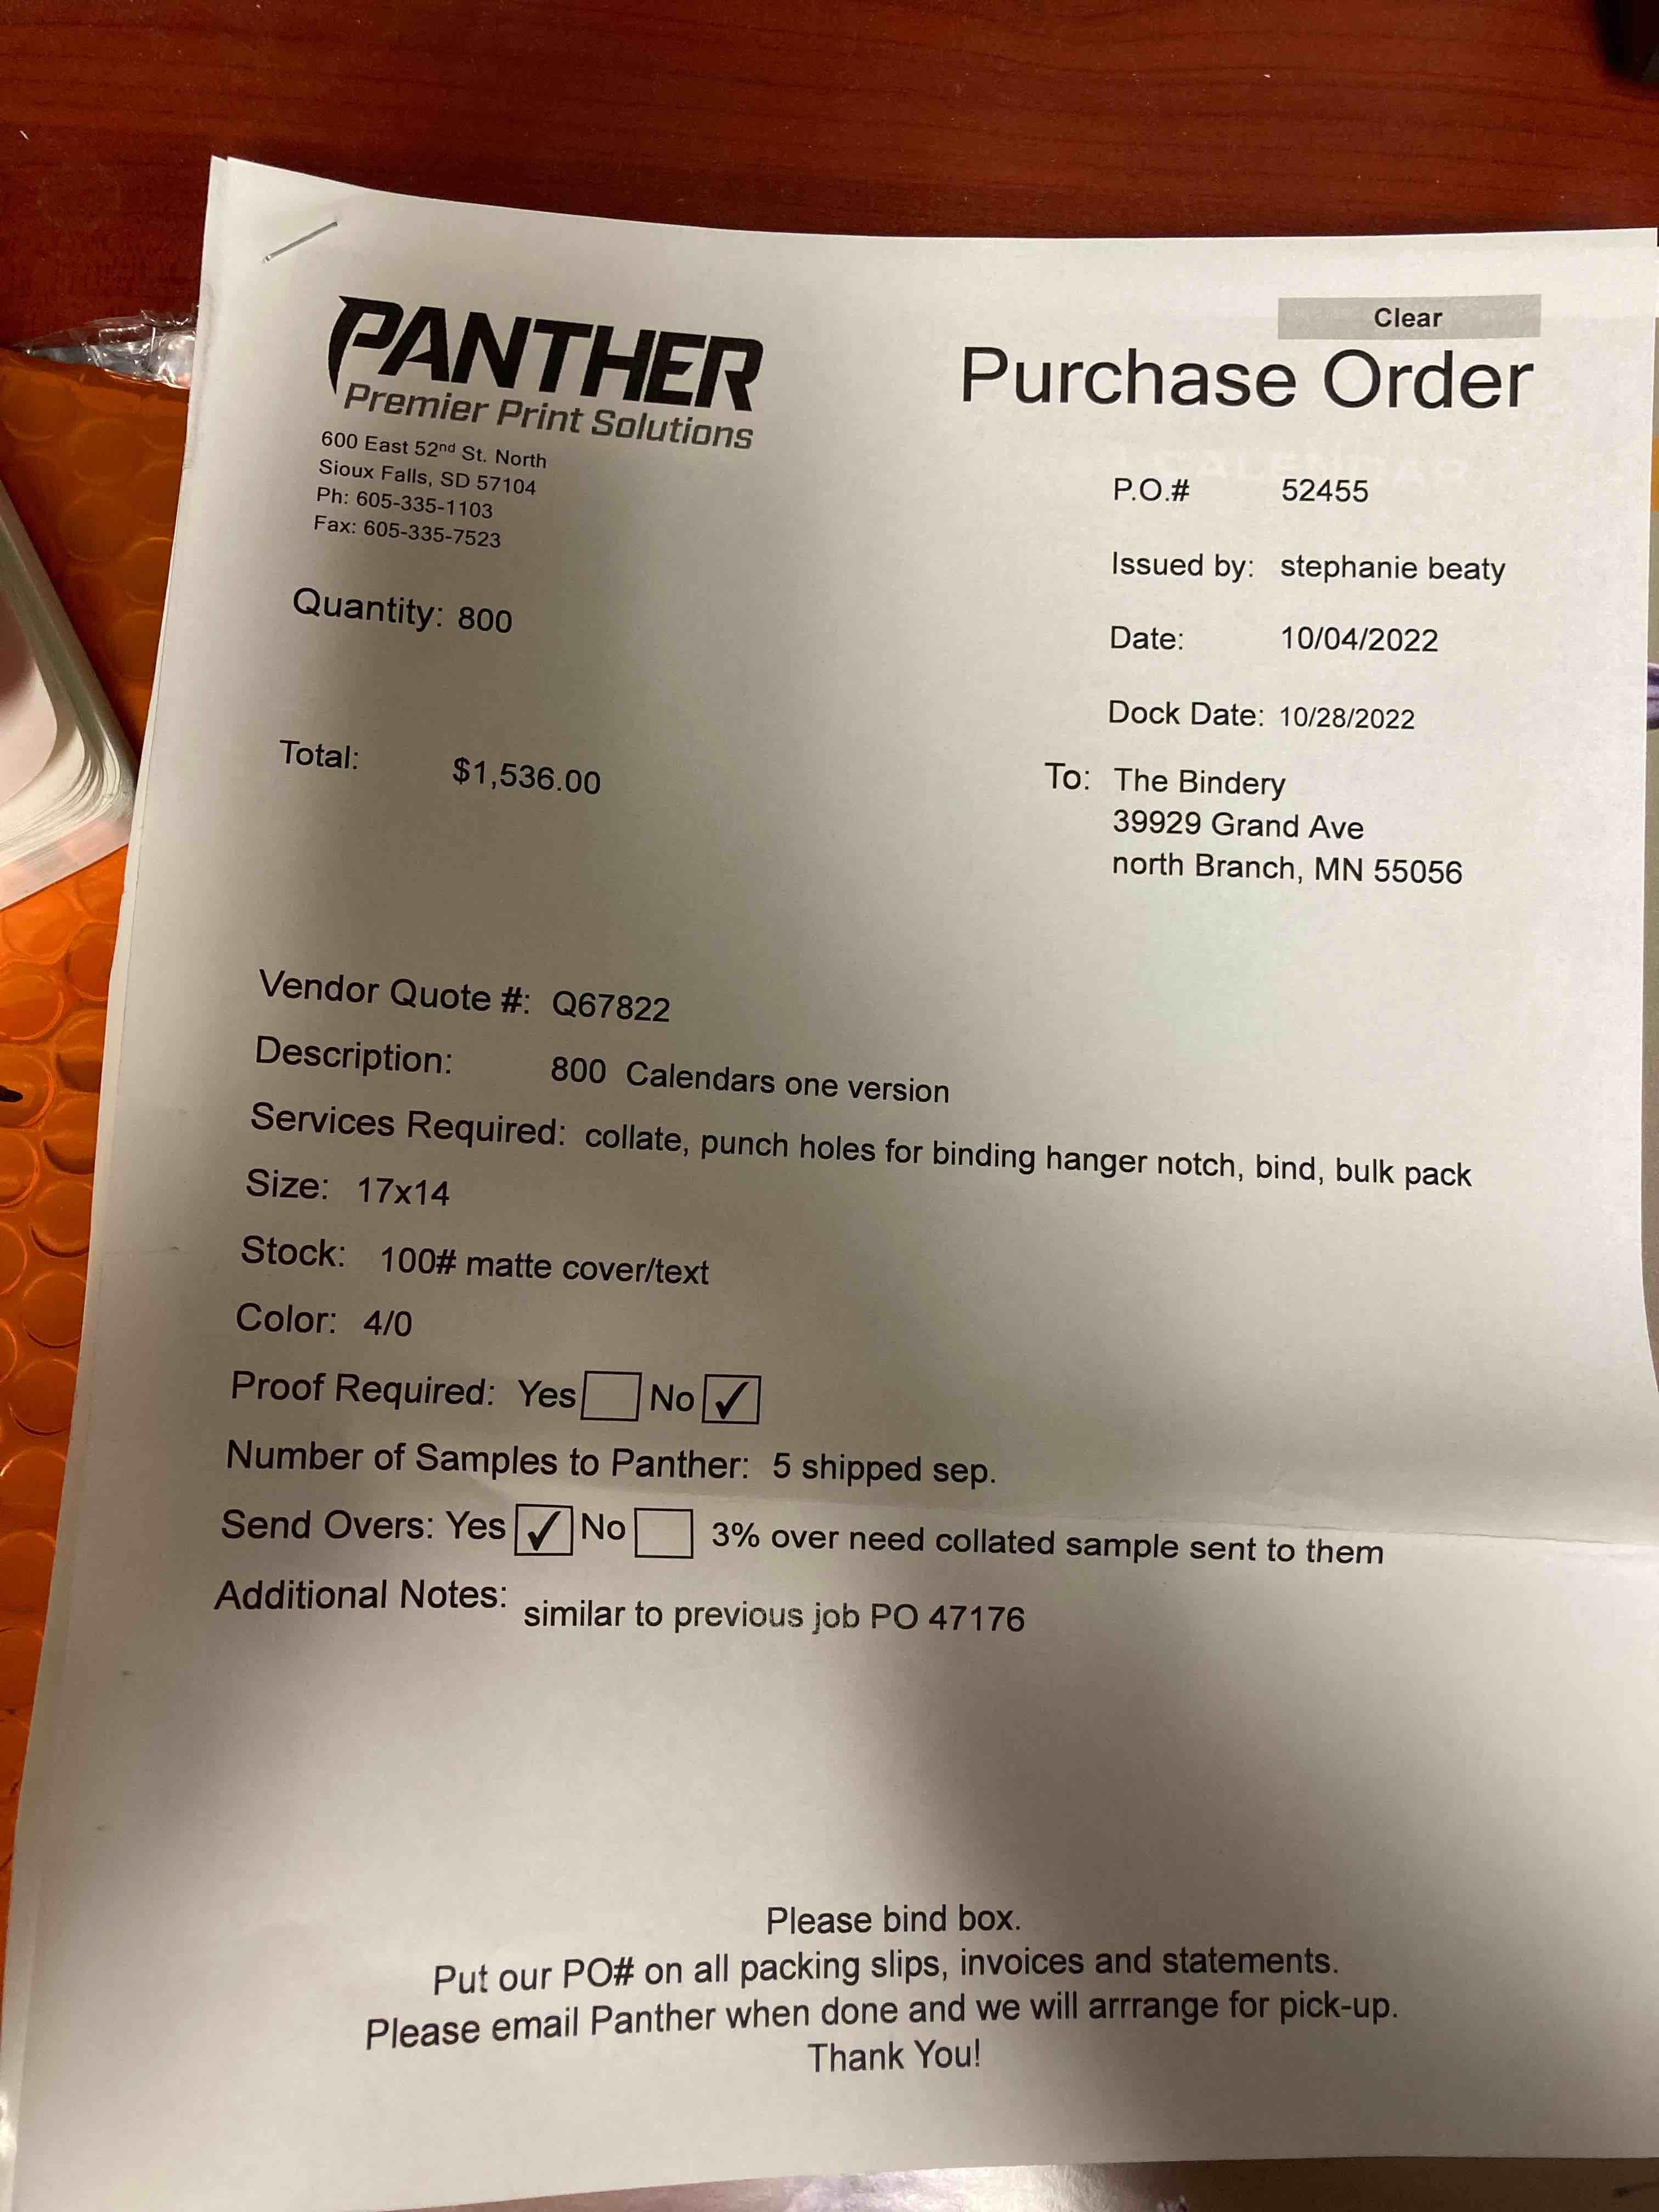 Clear
PANTHER
Premier Print Solutions
Purchase Order
600 East 52nd St. North
Sioux Falls, SD 57104
Ph: 605-335-1103
Fax: 605-335-7523
P.O.# 52455
Issued by: stephanie beaty
Quantity: 800
Date: 10/04/2022
Dock Date: 10/28/2022
Total: $1,536.00
To: The Bindery
39929 Grand Ave
north Branch, MN 55056
Vendor Quote #: Q67822
Description: 800 Calendars one version
Services Required: collate, punch holes for binding hanger notch, bind, bulk pack
Size: 17x14
Stock: 100# matte cover/text
Color: 4/0
Proof Required: Yes No ✓
Number of Samples to Panther: 5 shipped sep.
Send Overs: Yes ✓ No 3% over need collated sample sent to them
Additional Notes: similar to previous job PO 47176
Please bind box.
Put our PO# on all packing slips, invoices and statements.
Please email Panther when done and we will arrrange for pick-up.
Thank You!